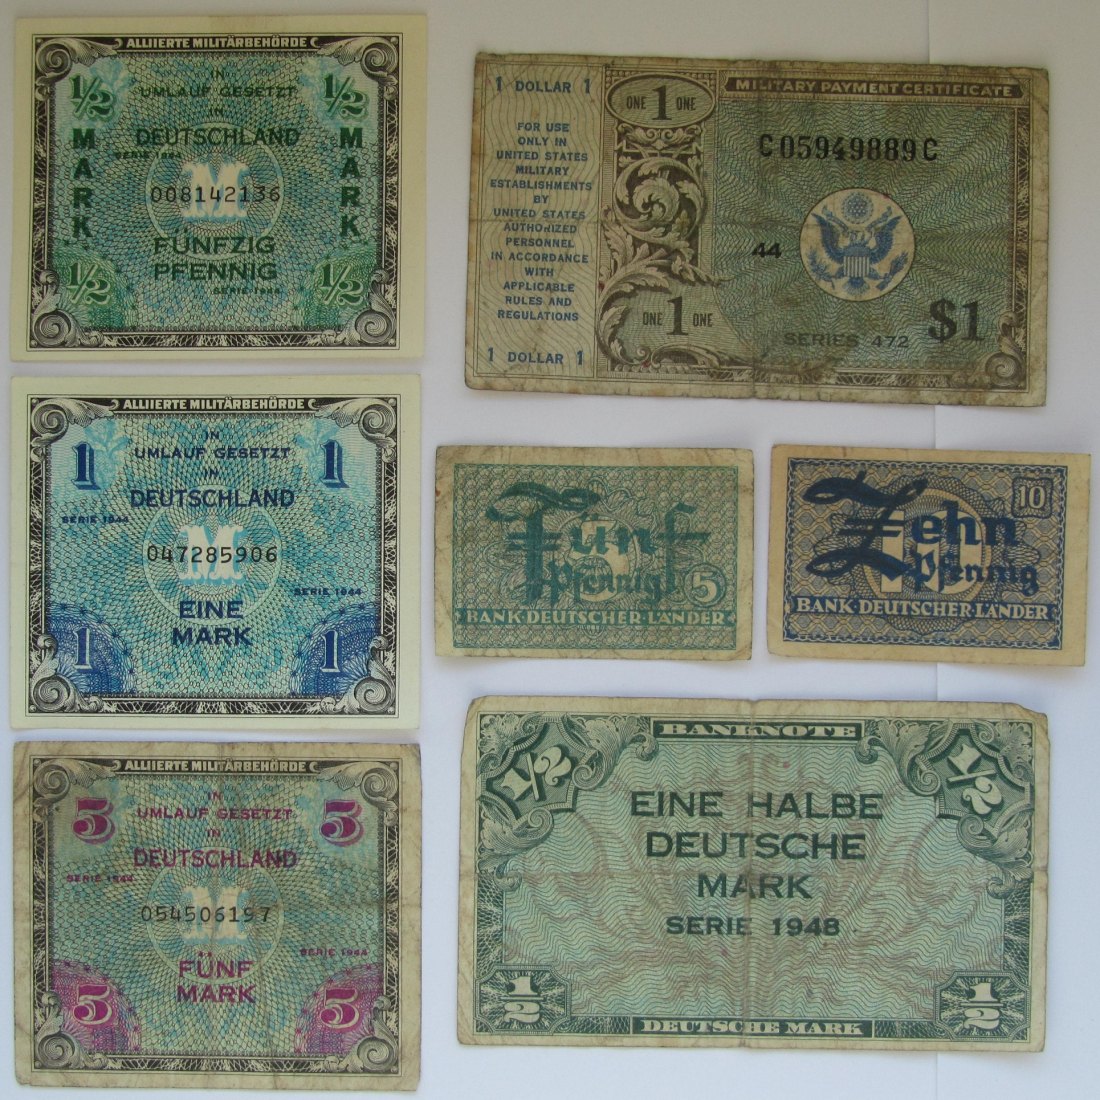 ALLIIERTE MILITÄRBEHÖRDE
IN
UMLAUF GESETZT
IN
DEUTSCHLAND
SERIE 1944
1/2
1/2
MARK
MARK
008142136
FÜNFZIG
PFENNIG
SERIE 1944
1/2
1/2
M
ALLIIERTE MILITÄRBEHÖRDE
IN
1 UMLAUF GESETZT 1
IN
DEUTSCHLAND
SERIE 1944
047285906
M
SERIE 1944
EINE
MARK
1 1
ALLIIERTE MILITÄRBEHÖRDE
IN
5 UMLAUF GESETZT 5
IN
DEUTSCHLAND
SERIE 1944
M
054506197
SERIE 1944
FÜNF
MARK
5 5
1 DOLLAR 1
FOR USE
ONLY IN
UNITED STATES
MILITARY
ESTABLISHMENTS
BY
UNITED STATES
AUTHORIZED
PERSONNEL
IN ACCORDANCE
WITH
APPLICABLE
RULES AND
REGULATIONS
1 DOLLAR 1
ONE 1 ONE
ONE 1 ONE
MILITARY PAYMENT CERTIFICATE
C05949889C
44
SERIES 472
$1
Fünf
5
Pfennig
5
BANK DEUTSCHER LÄNDER
10
Zehn
10
Pfennig
BANK DEUTSCHER LÄNDER
BANKNOTE
1/2 1/2
EINE HALBE
DEUTSCHE
MARK
SERIE 1948
1/2 1/2
DEUTSCHE MARK